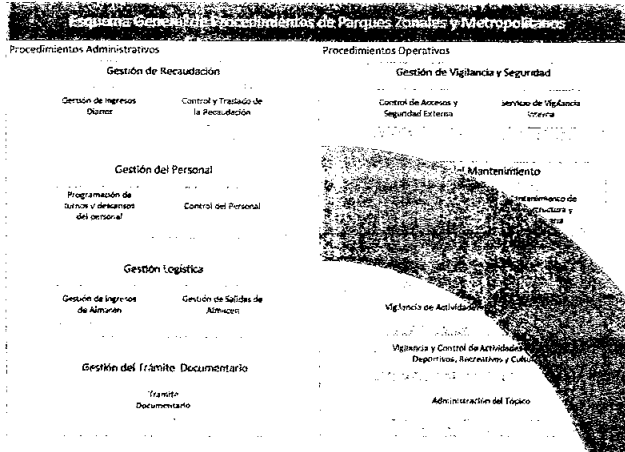 Esquema General de Procedimientos de Parques Zonales y Metropolitanos
Procedimientos Administrativos
Gestión de Recaudación
Gestión de Ingresos
Diarios
Control y Traslado de
la Recaudación
Gestión del Personal
Programación de
turnos y descansos
del personal
Control del Personal
Gestión Logística
Gestión de Ingresos
de Almacén
Gestión de Salidas de
Almacen
Gestión del Trámite Documentario
Tramite
Documentario
Procedimientos Operativos
Gestión de Vigilancia y Seguridad
Control de Accesos y
Seguridad Externa
Servicio de Vigilancia
Interna
Mantenimiento
Vigilancia de
Vigilancia y Control de Actividades
Deportivos, Recreativos y
Administración del Tópico